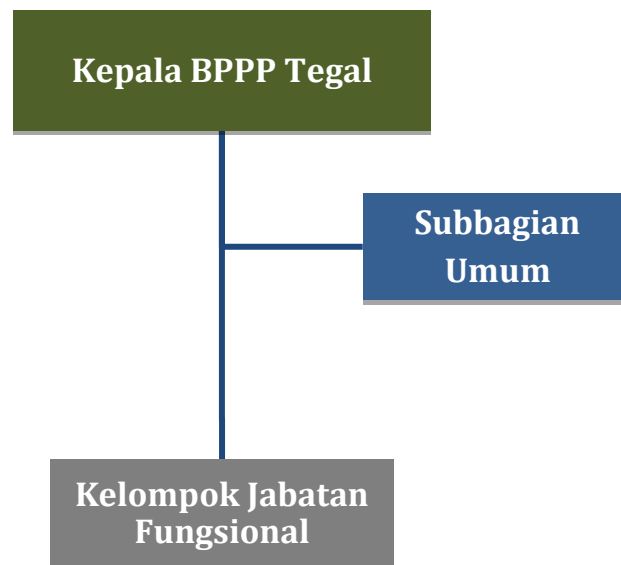 Kepala BPPP Tegal
Subbagian
Umum
Kelompok Jabatan
Fungsional